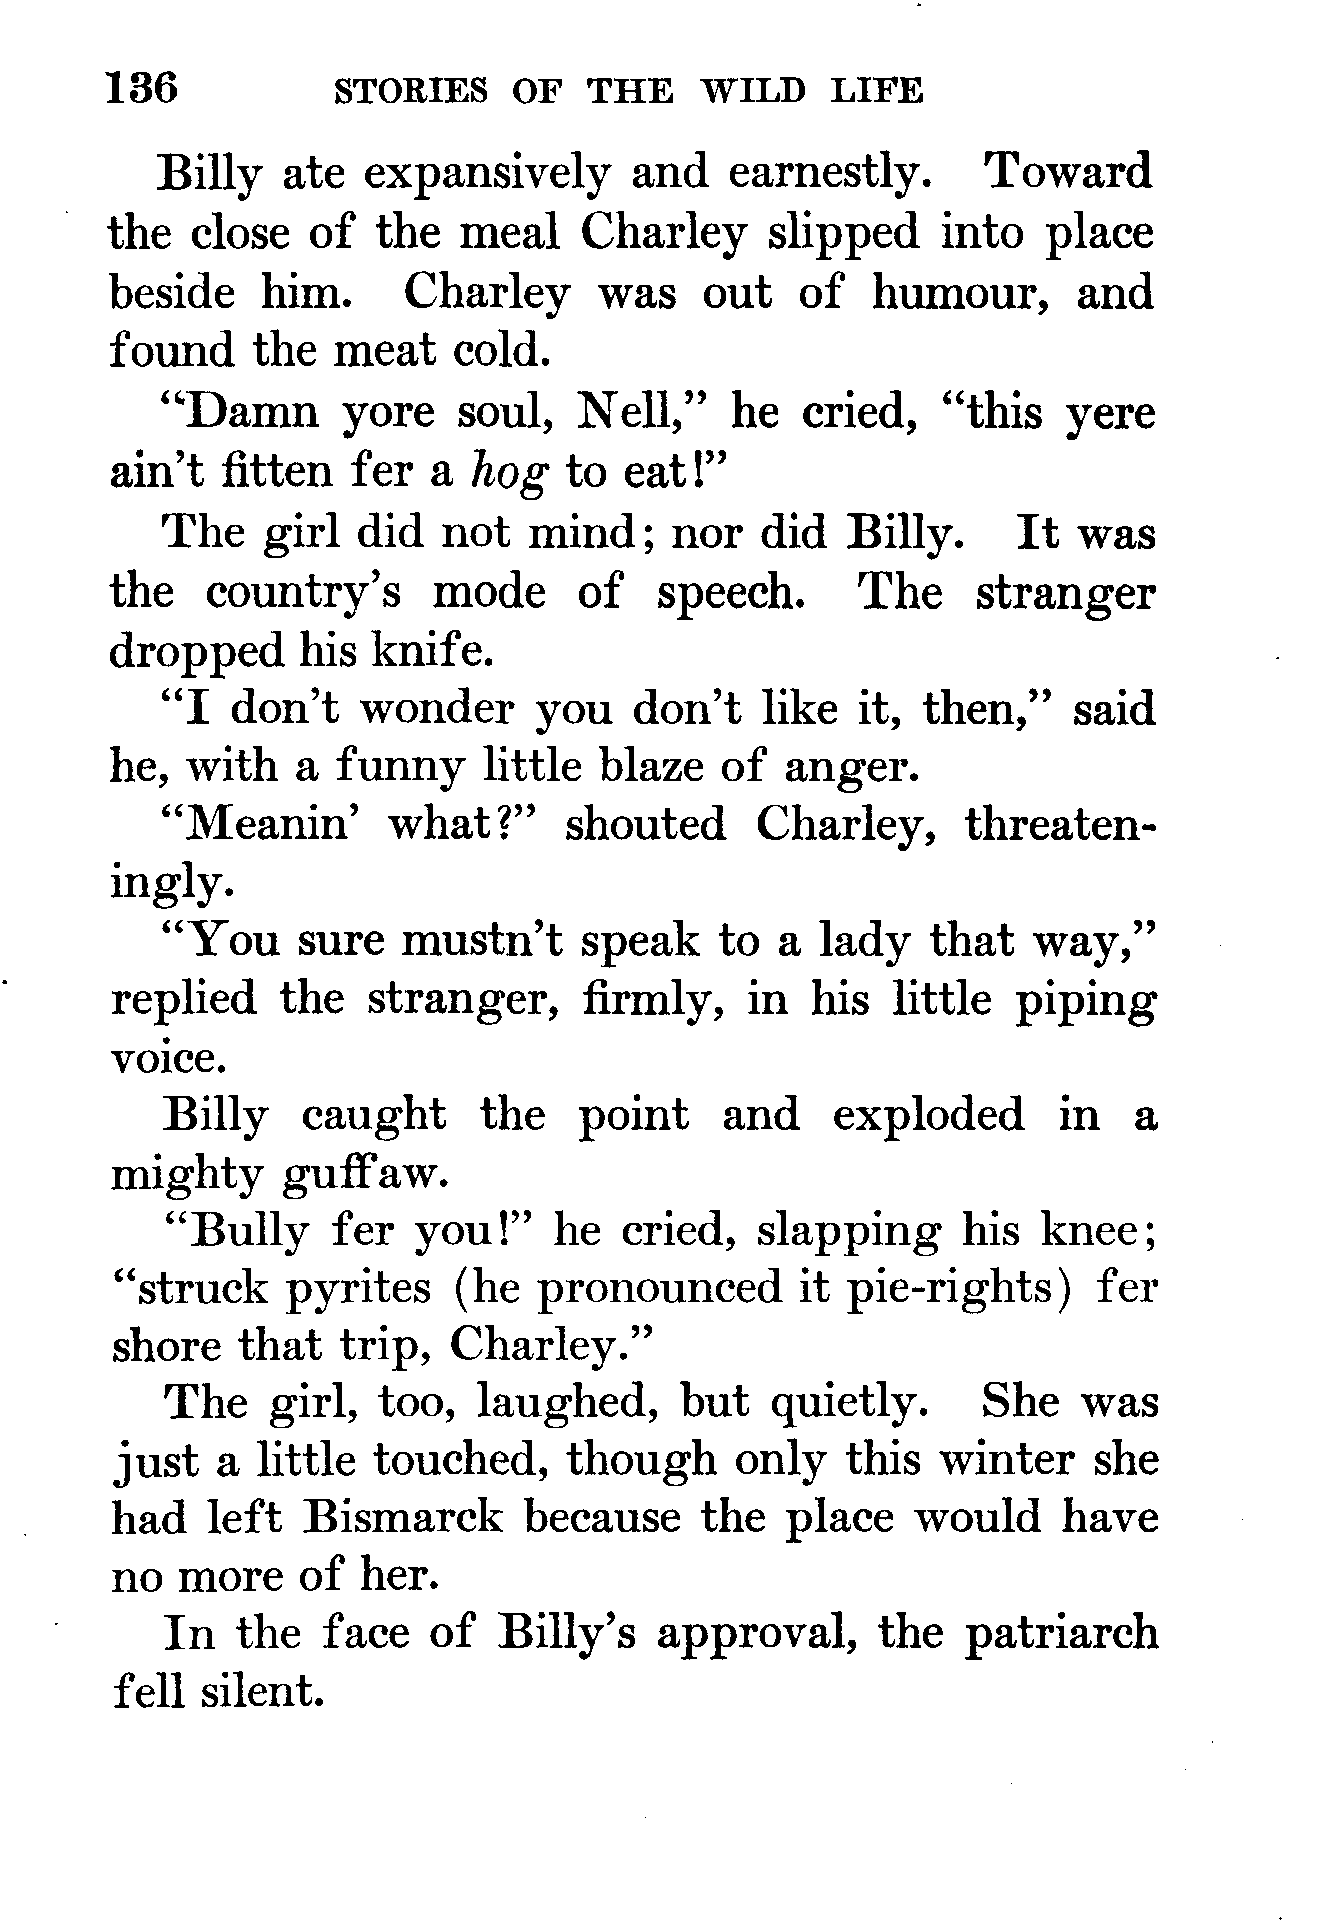 136 STORIES OF THE WILD LIFE
Billy ate expansively and earnestly. Toward
the close of the meal Charley slipped into place
beside him. Charley was out of humour, and
found the meat cold.
"Damn yore soul, Nell," he cried, "this yere
ain't fitten fer a hog to eat!"
The girl did not mind; nor did Billy. It was
the country's mode of speech. The stranger
dropped his knife.
"I don't wonder you don't like it, then," said
he, with a funny little blaze of anger.
"Meanin' what?" shouted Charley, threaten-
ingly.
"You sure mustn't speak to a lady that way,"
replied the stranger, firmly, in his little piping
voice.
Billy caught the point and exploded in a
mighty guffaw.
"Bully fer you!" he cried, slapping his knee;
"struck pyrites (he pronounced it pie-rights) fer
shore that trip, Charley."
The girl, too, laughed, but quietly. She was
just a little touched, though only this winter she
had left Bismarck because the place would have
no more of her.
In the face of Billy's approval, the patriarch
fell silent.